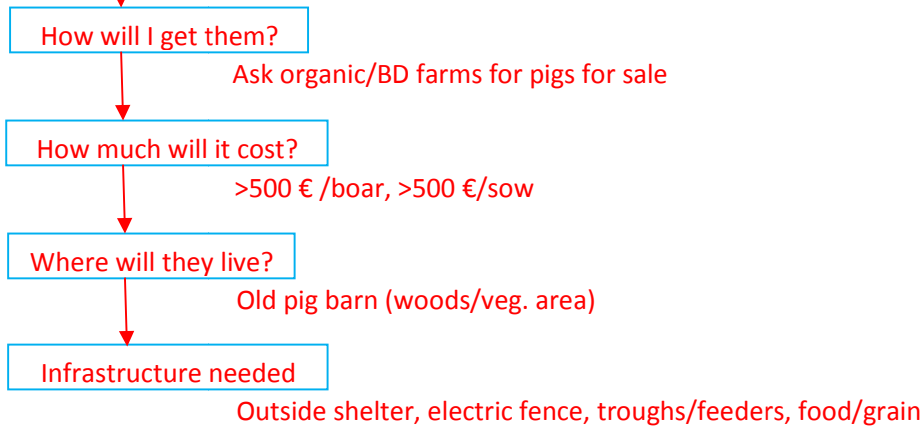 How will I get them?
Ask organic/BD farms for pigs for sale
How much will it cost?
>500 € /boar, >500 €/sow
Where will they live?
Old pig barn (woods/veg. area)
Infrastructure needed
Outside shelter, electric fence, troughs/feeders, food/grain